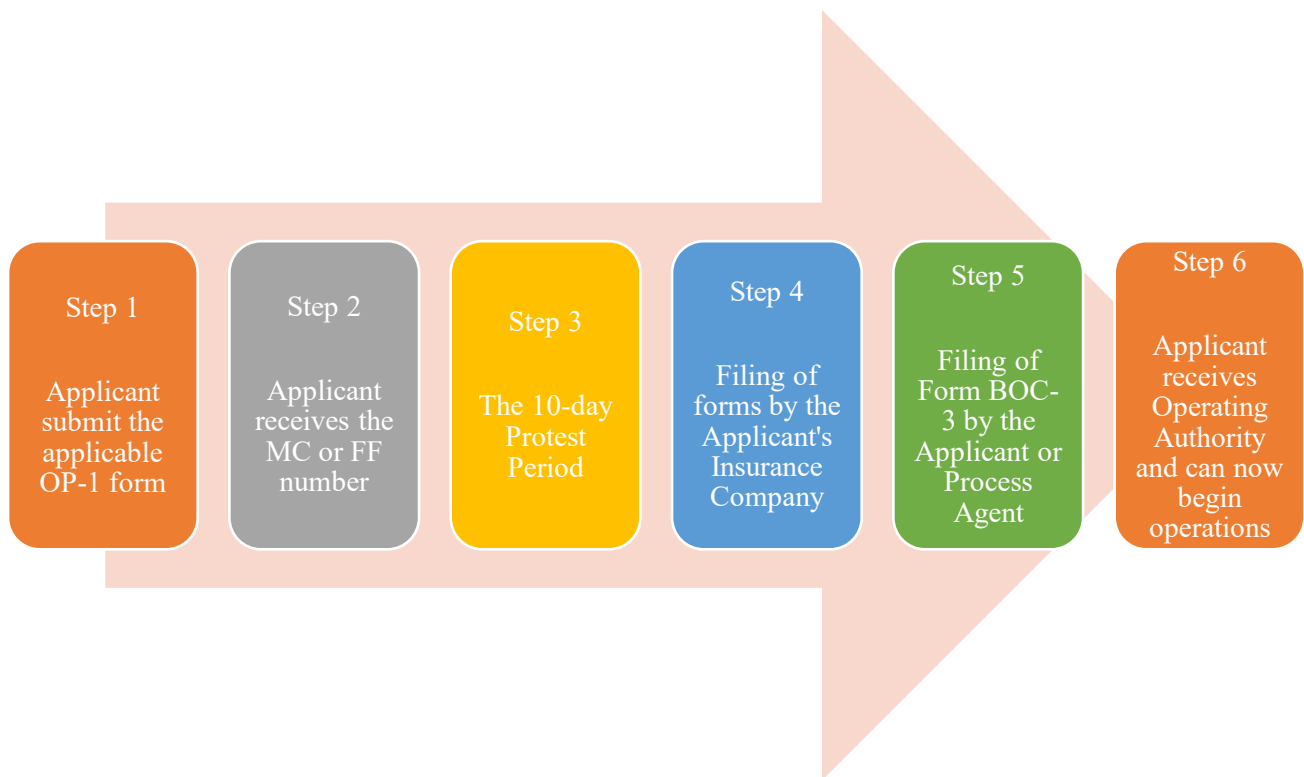 Step 1
Applicant
submit the
applicable
OP-1 form
Step 2
Applicant
receives the
MC or FF
number
Step 3
The 10-day
Protest
Period
Step 4
Filing of
forms by the
Applicant's
Insurance
Company
Step 5
Filing of
Form BOC-
3 by the
Applicant or
Process
Agent
Step 6
Applicant
receives
Operating
Authority
and can now
begin
operations